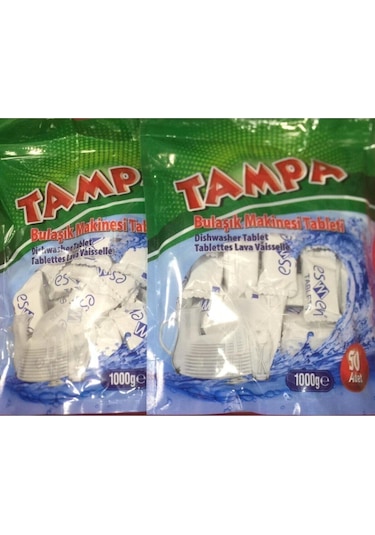 TAMPA
Bulaşık Makinesi Tableti
Dishwasher Tablet
Tablettes Lava Vaisselle
1000g e
TAMPA
Bulaşık Makinesi Tableti
Dishwasher Tablet
Tablettes Lava Vaisselle
1000g e
50
Adet